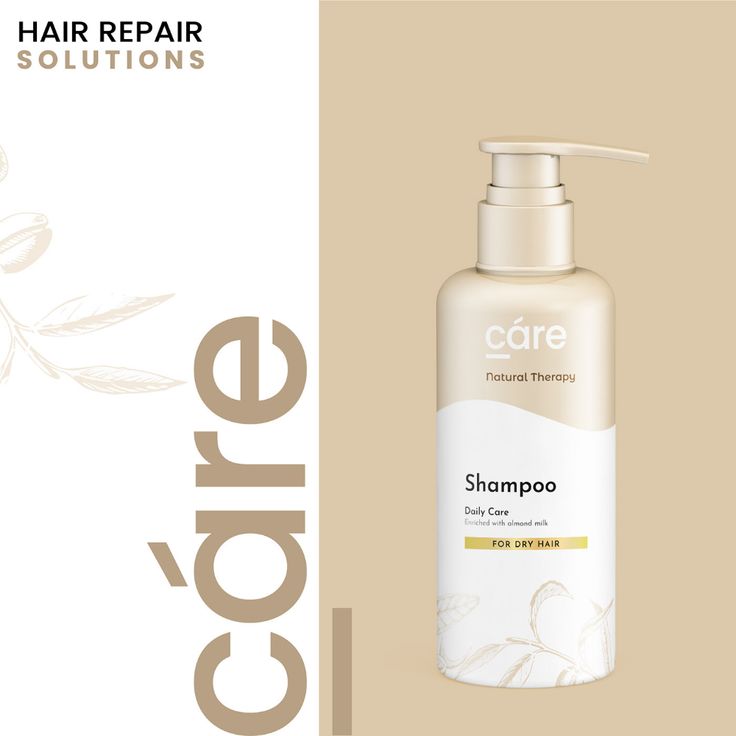 HAIR REPAIR
SOLUTIONS
cáre
cáre
Natural Therapy
Shampoo
Daily Care
Enriched with almond milk
FOR DRY HAIR